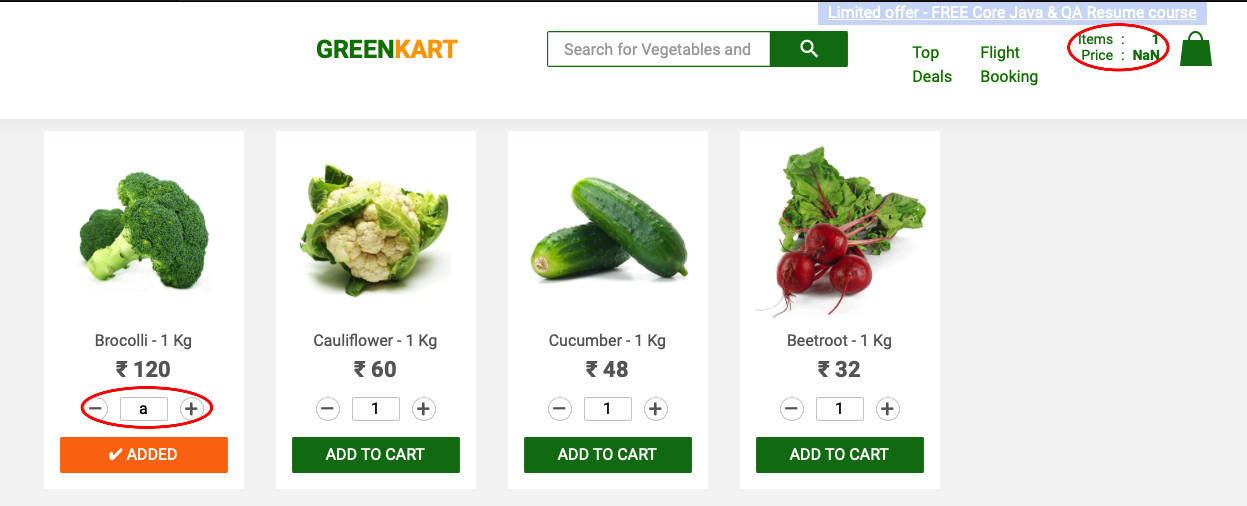 Limited offer - FREE Core Java & QA Resume course
GREENKART
Search for Vegetables and
Top Deals
Flight Booking
Items : 1
Price : NaN
Brocolli - 1 Kg
₹ 120
− a +
✔ ADDED
Cauliflower - 1 Kg
₹ 60
− 1 +
ADD TO CART
Cucumber - 1 Kg
₹ 48
− 1 +
ADD TO CART
Beetroot - 1 Kg
₹ 32
− 1 +
ADD TO CART